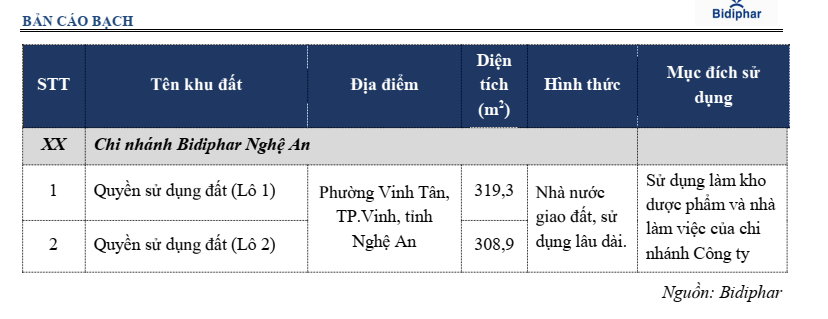 BẢN CÁO BẠCH
Bidiphar
STT
Tên khu đất
Địa điểm
Diện
tích
(m²)
Hình thức
Mục đích sử
dụng
XX
Chi nhánh Bidiphar Nghệ An
1
Quyền sử dụng đất (Lô 1)
Phường Vinh Tân,
TP.Vinh, tỉnh
Nghệ An
319,3
Nhà nước
giao đất, sử
dụng lâu dài.
Sử dụng làm kho
dược phẩm và nhà
làm việc của chi
nhánh Công ty
2
Quyền sử dụng đất (Lô 2)
308,9
Nguồn: Bidiphar